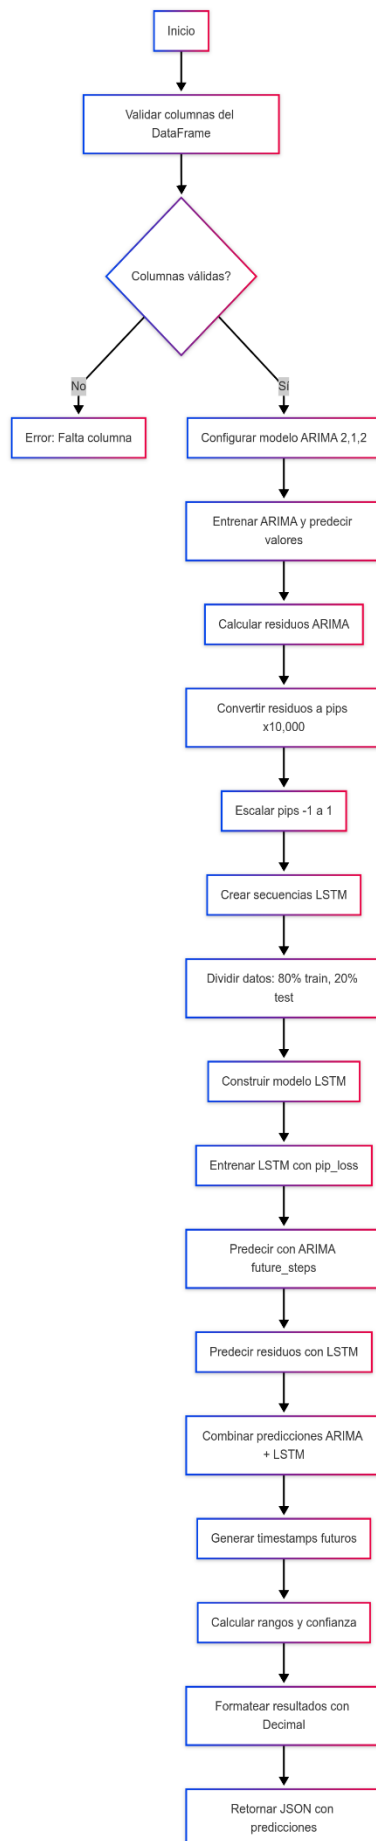 Inicio
Validar columnas del
DataFrame
Columnas válidas?
No
Sí
Error: Falta columna
Configurar modelo ARIMA 2,1,2
Entrenar ARIMA y predecir
valores
Calcular residuos ARIMA
Convertir residuos a pips
x10,000
Escalar pips -1 a 1
Crear secuencias LSTM
Dividir datos: 80% train, 20%
test
Construir modelo LSTM
Entrenar LSTM con pip_loss
Predecir con ARIMA
future_steps
Predecir residuos con LSTM
Combinar predicciones ARIMA
+ LSTM
Generar timestamps futuros
Calcular rangos y confianza
Formatear resultados con
Decimal
Retornar JSON con
predicciones